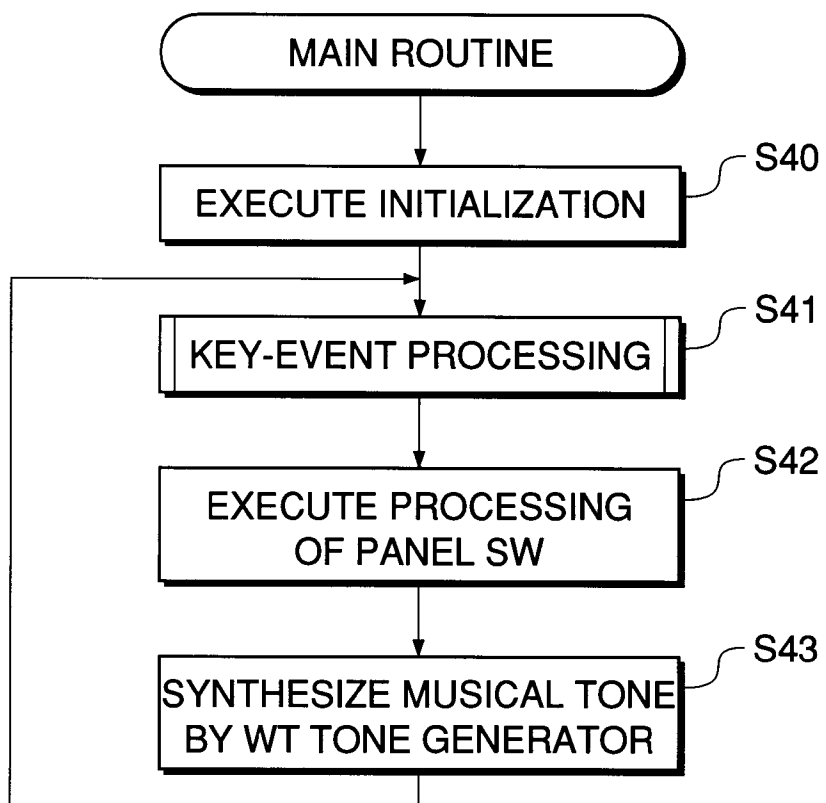 MAIN ROUTINE
EXECUTE INITIALIZATION
S40
KEY-EVENT PROCESSING
S41
EXECUTE PROCESSING
OF PANEL SW
S42
SYNTHESIZE MUSICAL TONE
BY WT TONE GENERATOR
S43